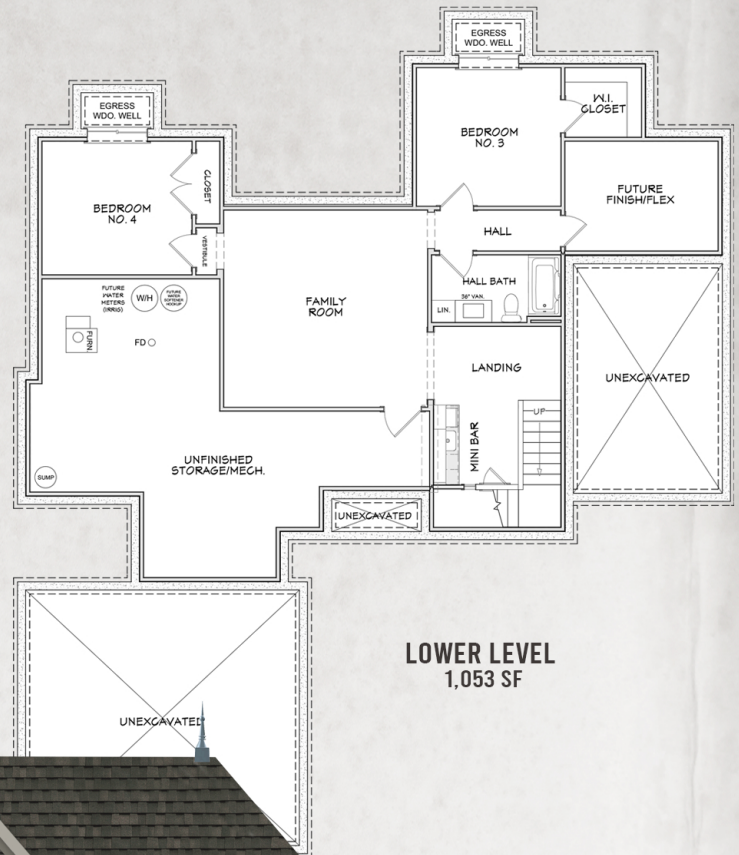 EGRESS
WDO. WELL
W.I.
CLOSET
BEDROOM
NO. 3
EGRESS
WDO. WELL
BEDROOM
NO. 4
CLOSET
VESTIBULE
FUTURE
FINISH/FLEX
HALL
HALL BATH
36" VAN.
LIN.
FUTURE
WATER
METERS
(IRRIG)
W/H
FUTURE
WATER
SOFTENER
HOOKUP
FURN
FD
FAMILY
ROOM
LANDING
UP
MINI BAR
UNEXCAVATED
UNFINISHED
STORAGE/MECH.
SUMP
UNEXCAVATED
LOWER LEVEL
1,053 SF
UNEXCAVATED